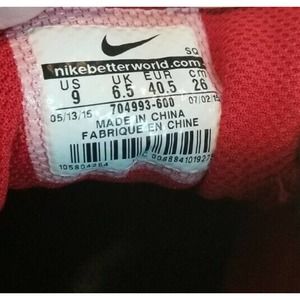 SQ
nikebetterworld.com
US UK EUR cm
9 6.5 40.5 26
05/13/15 704993-600 07/02/15
MADE IN CHINA
FABRIQUE EN CHINE